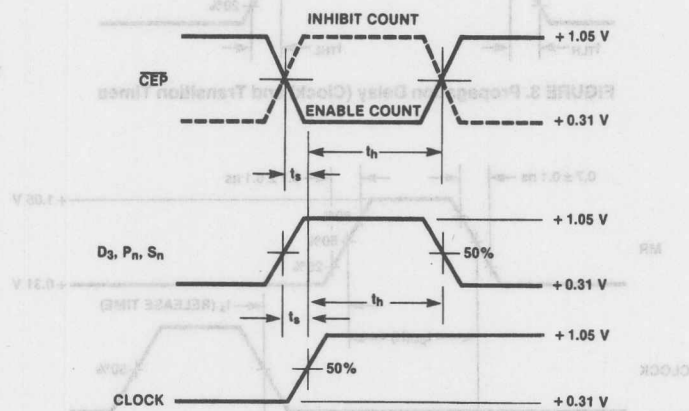 INHIBIT COUNT
+ 1.05 V
CEP
ENABLE COUNT
+ 0.31 V
th
ts
+ 1.05 V
D3, Pn, Sn
50%
+ 0.31 V
th
ts
+ 1.05 V
50%
CLOCK
+ 0.31 V